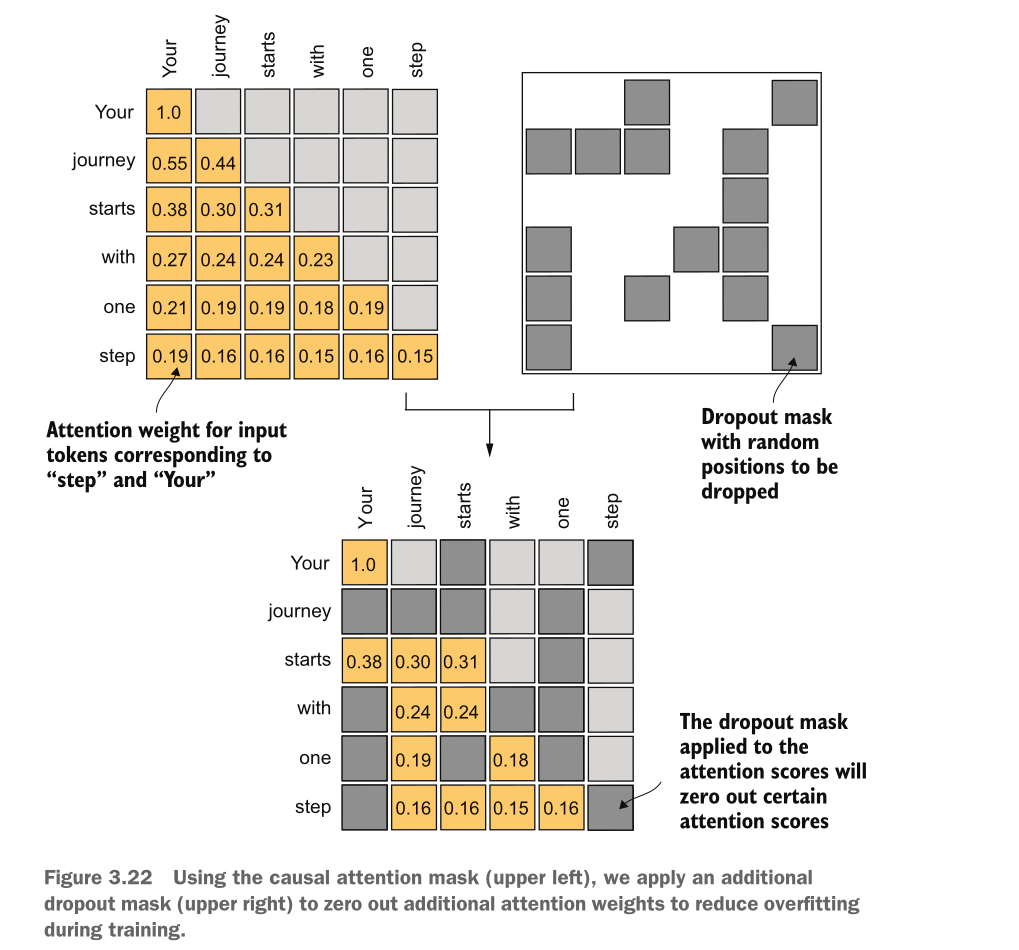 Your journey starts with one step
Your 1.0
journey 0.55 0.44
starts 0.38 0.30 0.31
with 0.27 0.24 0.24 0.23
one 0.21 0.19 0.19 0.18 0.19
step 0.19 0.16 0.16 0.15 0.16 0.15
Attention weight for input
tokens corresponding to
“step” and “Your”
Dropout mask
with random
positions to be
dropped
Your journey starts with one step
Your 1.0
journey
starts 0.38 0.30 0.31
with 0.24 0.24
one 0.19 0.18
step 0.16 0.16 0.15 0.16
The dropout mask
applied to the
attention scores will
zero out certain
attention scores
Figure 3.22 Using the causal attention mask (upper left), we apply an additional
dropout mask (upper right) to zero out additional attention weights to reduce overfitting
during training.